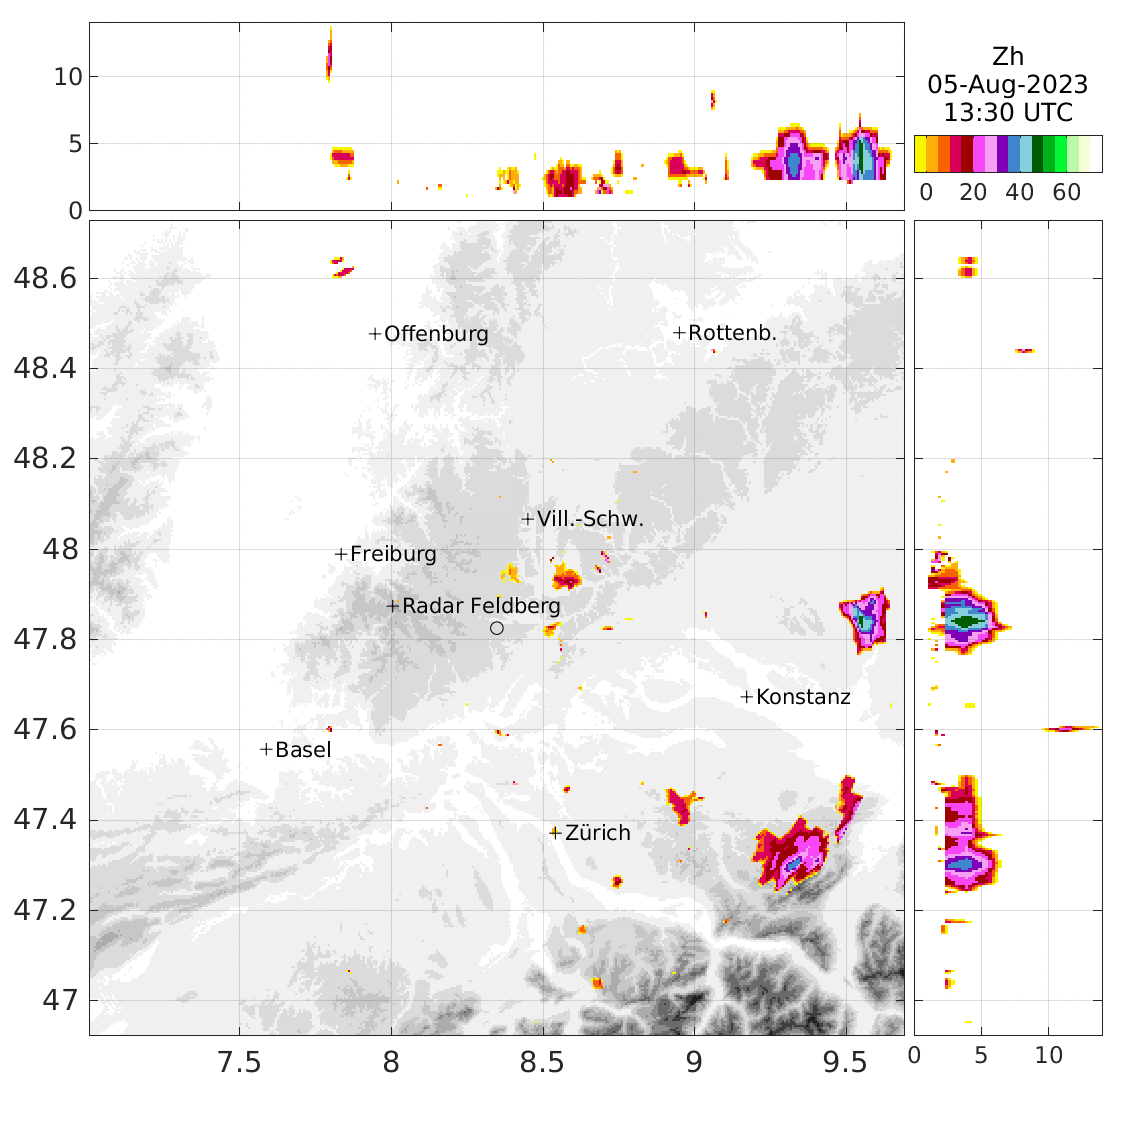 10
5
0
Zh
05-Aug-2023
13:30 UTC
0 20 40 60
48.6
48.4
48.2
48
47.8
47.6
47.4
47.2
47
Offenburg
Rottenb.
Vill.-Schw.
Freiburg
Radar Feldberg
Konstanz
Basel
Zürich
7.5 8 8.5 9 9.5
0 5 10